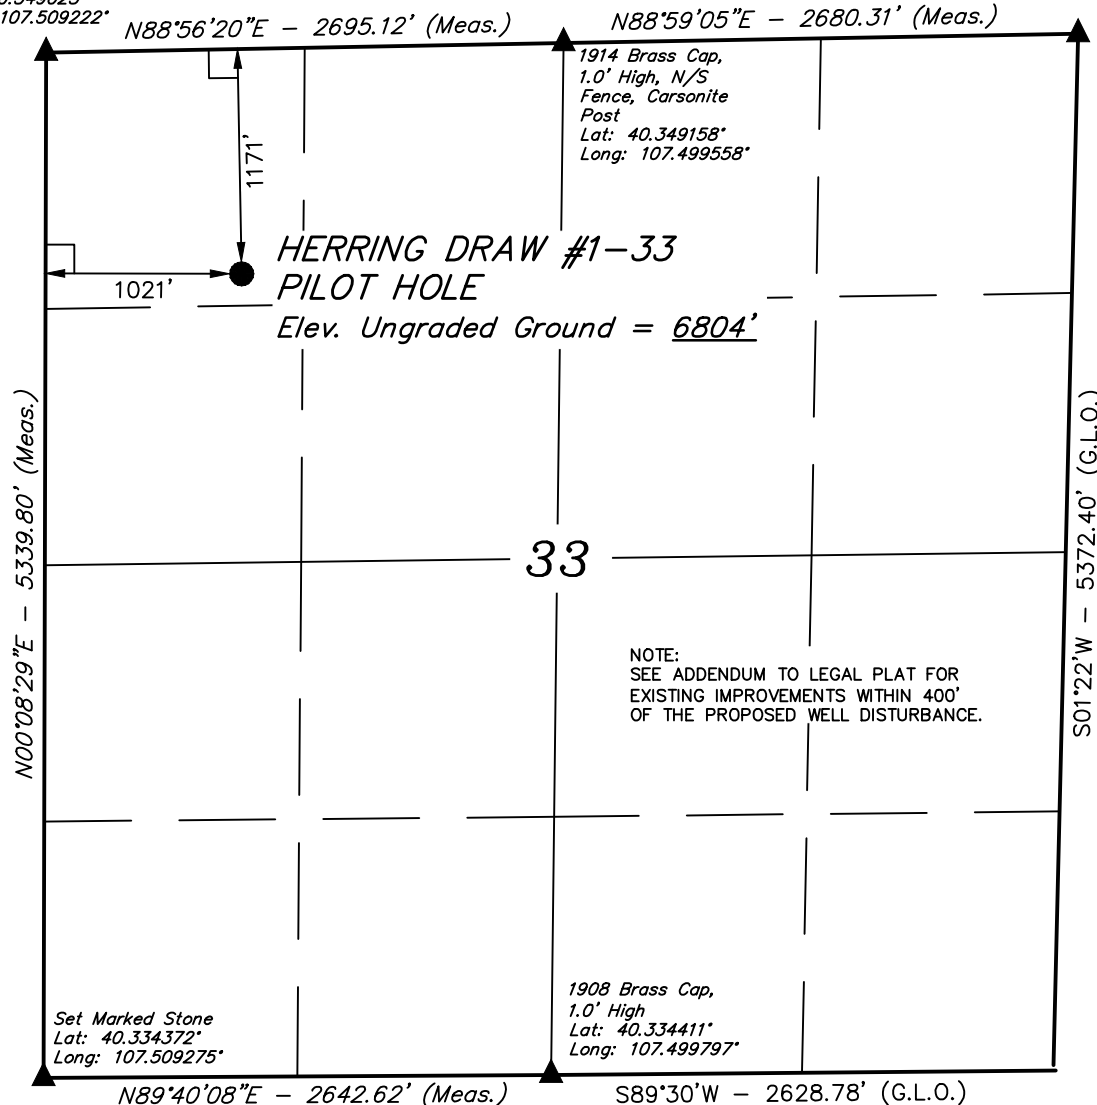 107.509222°
N88°56'20"E - 2695.12' (Meas.)
N88°59'05"E - 2680.31' (Meas.)
1914 Brass Cap,
1.0' High, N/S
Fence, Carsonite
Post
Lat: 40.349158°
Long: 107.499558°
1171'
1021'
HERRING DRAW #1-33
PILOT HOLE
Elev. Ungraded Ground = 6804'
N00°08'29"E - 5339.80' (Meas.)
S01°22'W - 5372.40' (G.L.O.)
33
NOTE:
SEE ADDENDUM TO LEGAL PLAT FOR
EXISTING IMPROVEMENTS WITHIN 400'
OF THE PROPOSED WELL DISTURBANCE.
Set Marked Stone
Lat: 40.334372°
Long: 107.509275°
1908 Brass Cap,
1.0' High
Lat: 40.334411°
Long: 107.499797°
N89°40'08"E - 2642.62' (Meas.)
S89°30'W - 2628.78' (G.L.O.)